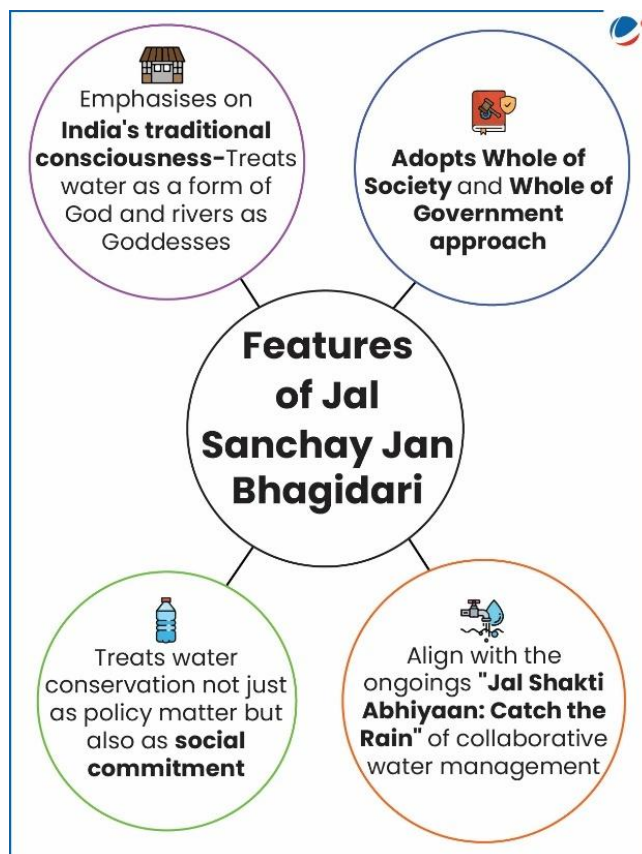 Emphasises on
India's traditional
consciousness-Treats
water as a form of
God and rivers as
Goddesses
Adopts Whole of
Society and Whole of
Government
approach
Features
of Jal
Sanchay Jan
Bhagidari
Treats water
conservation not just
as policy matter but
also as social
commitment
Align with the
ongoings "Jal Shakti
Abhiyaan: Catch the
Rain" of collaborative
water management